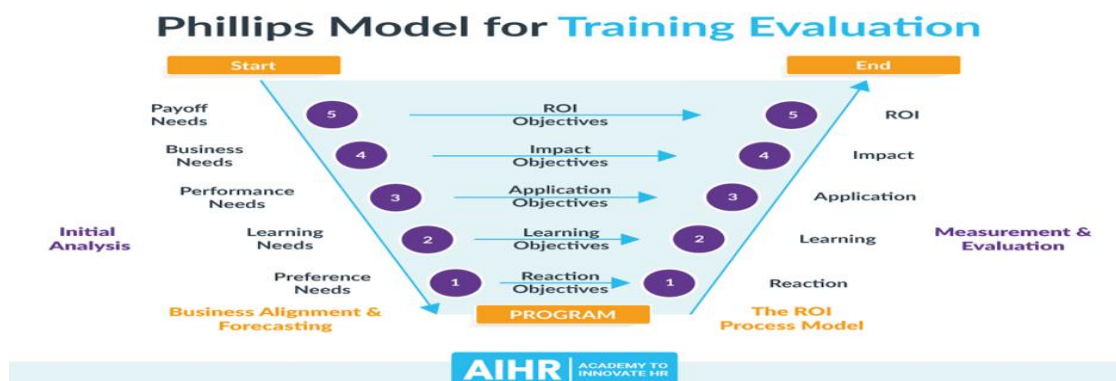 Phillips Model for Training Evaluation
Start
End
Payoff
Needs
5
ROI
Objectives
5
ROI
Business
Needs
4
Impact
Objectives
4
Impact
Performance
Needs
3
Application
Objectives
3
Application
Initial
Analysis
Learning
Needs
2
Learning
Objectives
2
Learning
Measurement &
Evaluation
Preference
Needs
1
Reaction
Objectives
1
Reaction
Business Alignment &
Forecasting
PROGRAM
The ROI
Process Model
AIHR
ACADEMY TO
INNOVATE HR